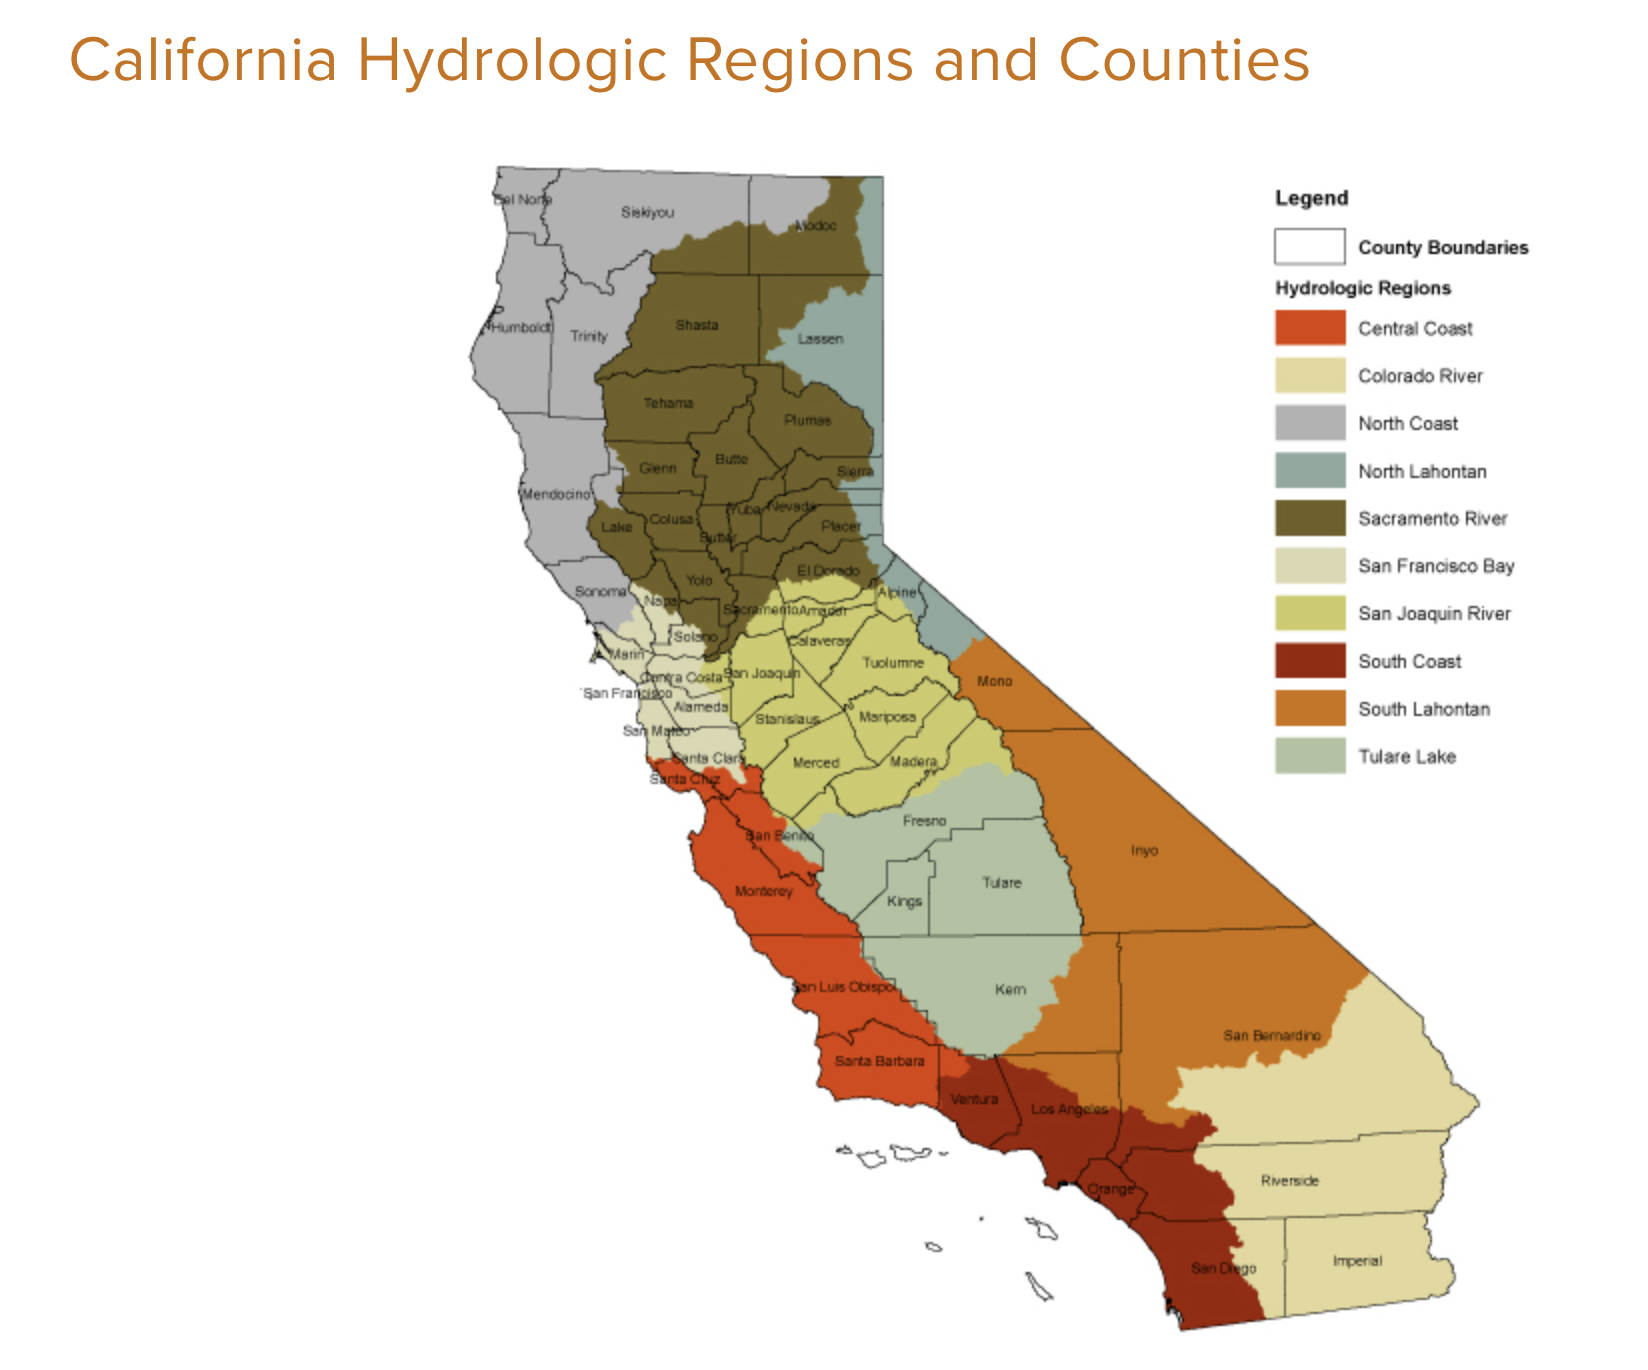 California Hydrologic Regions and Counties
Legend
County Boundaries
Hydrologic Regions
Central Coast
Colorado River
North Coast
North Lahontan
Sacramento River
San Francisco Bay
San Joaquin River
South Coast
South Lahontan
Tulare Lake
Del Norte
Siskiyou
Modoc
Humboldt
Trinity
Shasta
Lassen
Tehama
Plumas
Glenn
Butte
Sierra
Mendocino
Lake
Colusa
Sutter
Yuba
Nevada
Placer
Yolo
El Dorado
Sonoma
Napa
Sacramento
Amador
Alpine
Solano
Calaveras
Marin
Contra Costa
San Joaquin
Tuolumne
Mono
San Francisco
Alameda
Stanislaus
Mariposa
San Mateo
Santa Clara
Merced
Madera
Santa Cruz
San Benito
Fresno
Inyo
Monterey
Kings
Tulare
San Luis Obispo
Kern
San Bernardino
Santa Barbara
Ventura
Los Angeles
Orange
Riverside
San Diego
Imperial